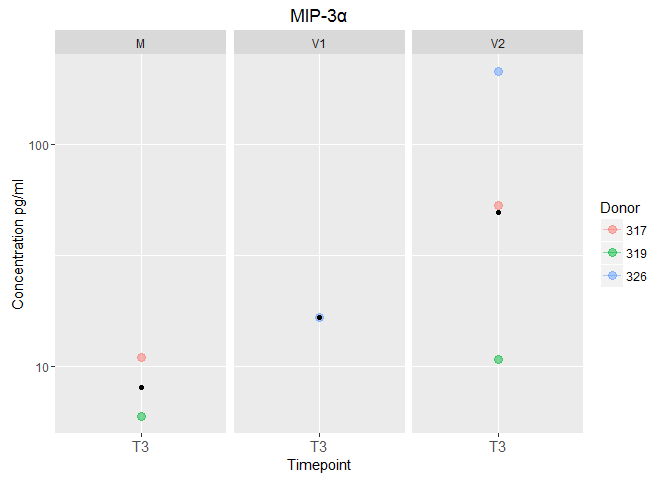 MIP-3α
M V1 V2
Concentration pg/ml
100
10
T3 T3 T3
Timepoint
Donor
317
319
326